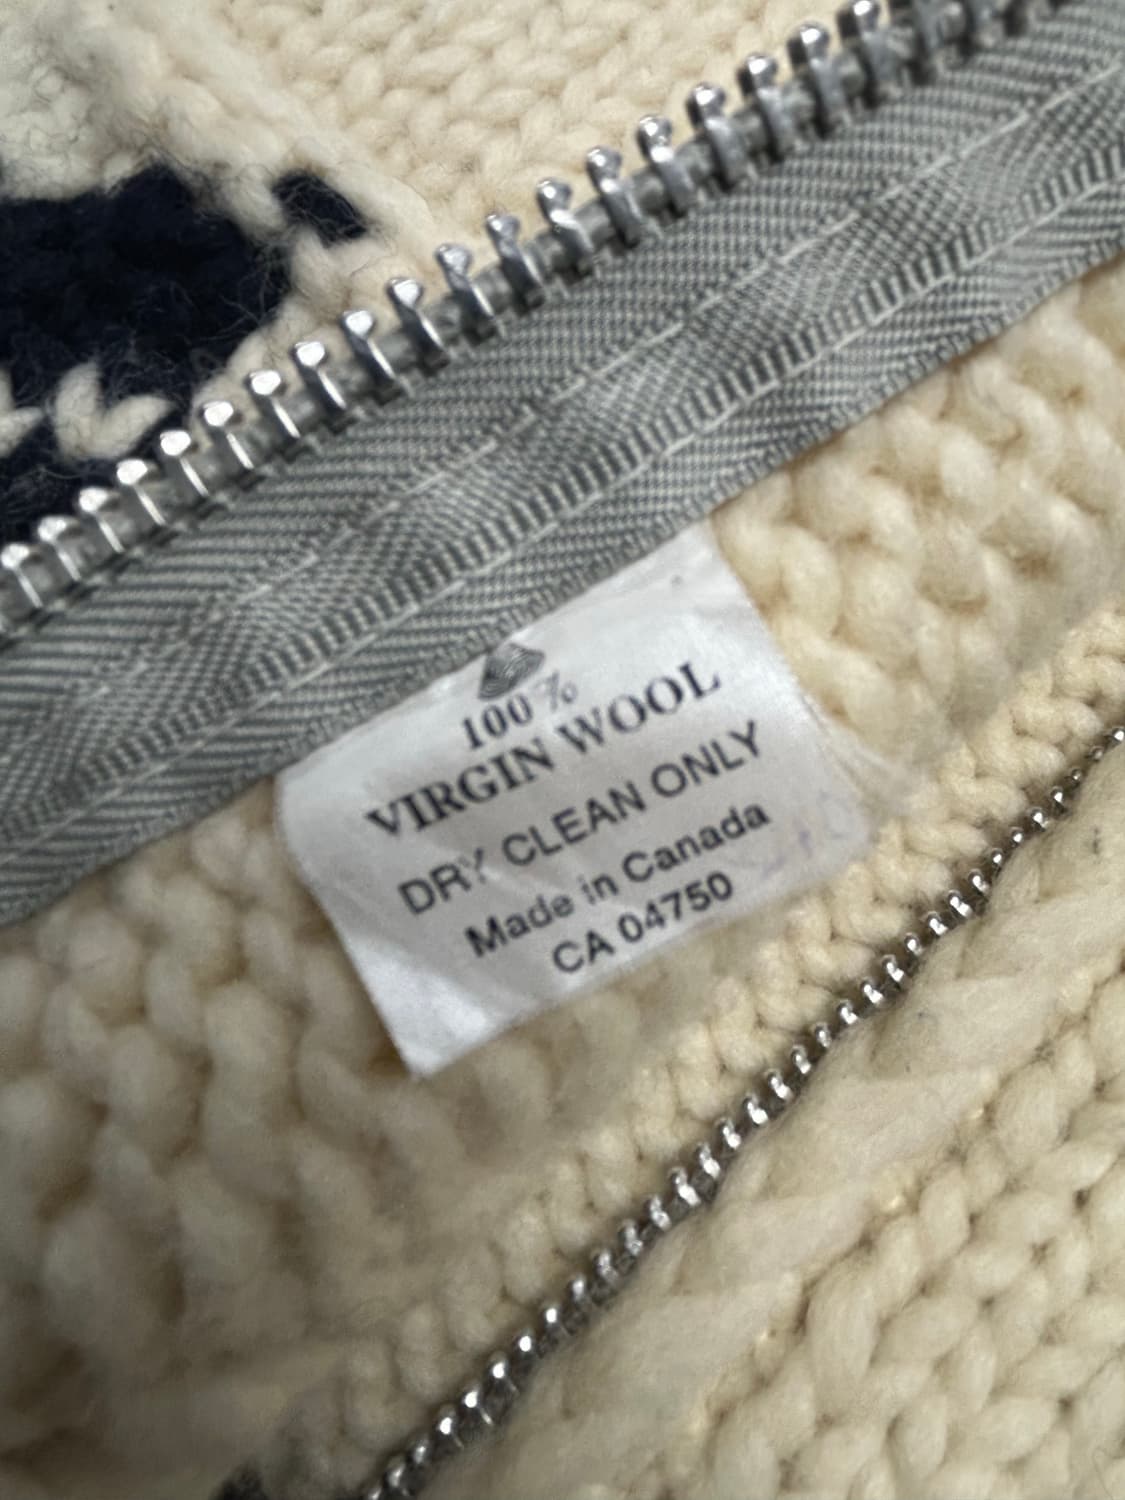 100%
VIRGIN WOOL
DRY CLEAN ONLY
Made in Canada
CA 04750